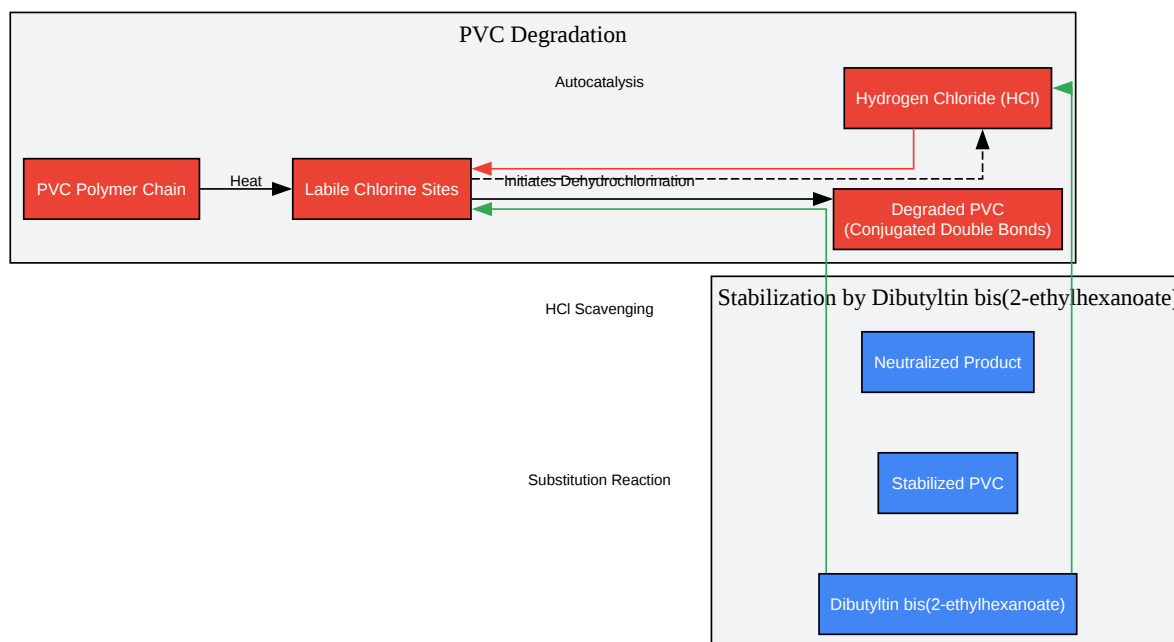 PVC Degradation
Autocatalysis
Hydrogen Chloride (HCl)
PVC Polymer Chain
Heat
Labile Chlorine Sites
Initiates Dehydrochlorination
Degraded PVC
(Conjugated Double Bonds)
Stabilization by Dibutyltin bis(2-ethylhexanoate)
HCl Scavenging
Neutralized Product
Substitution Reaction
Stabilized PVC
Dibutyltin bis(2-ethylhexanoate)